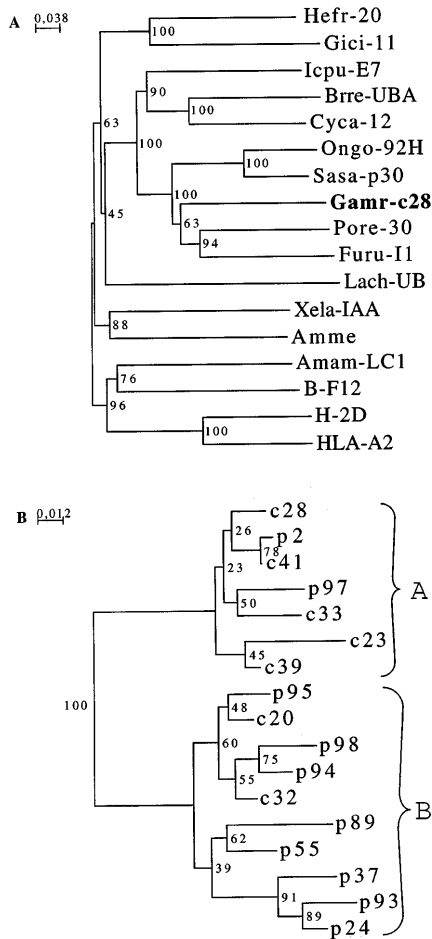 A 0,038
Hefr-20
100
Gici-11
Icpu-E7
90
Brre-UBA
100
Cyca-12
63
100
Ongo-92H
100
Sasa-p30
100
Gamr-c28
63
Pore-30
94
Furu-I1
45
Lach-UB
Xela-IAA
88
Amme
Amam-LC1
76
B-F12
96
H-2D
100
HLA-A2
B 0,012
c28
26
p2
78
c41
23
A
p97
50
c33
c23
45
c39
100
p95
48
c20
60
p98
75
p94
55
c32
B
p89
62
p55
39
p37
91
p93
89
p24